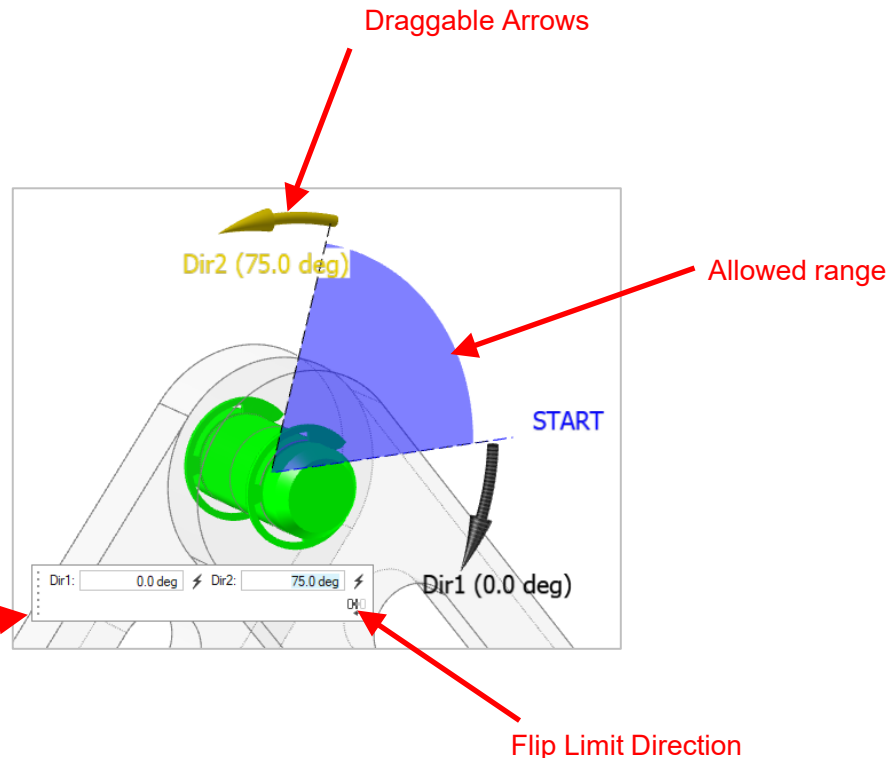 Draggable Arrows
Dir2 (75.0 deg)
Allowed range
START
Dir1: 0.0 deg Dir2: 75.0 deg
Dir1 (0.0 deg)
Flip Limit Direction